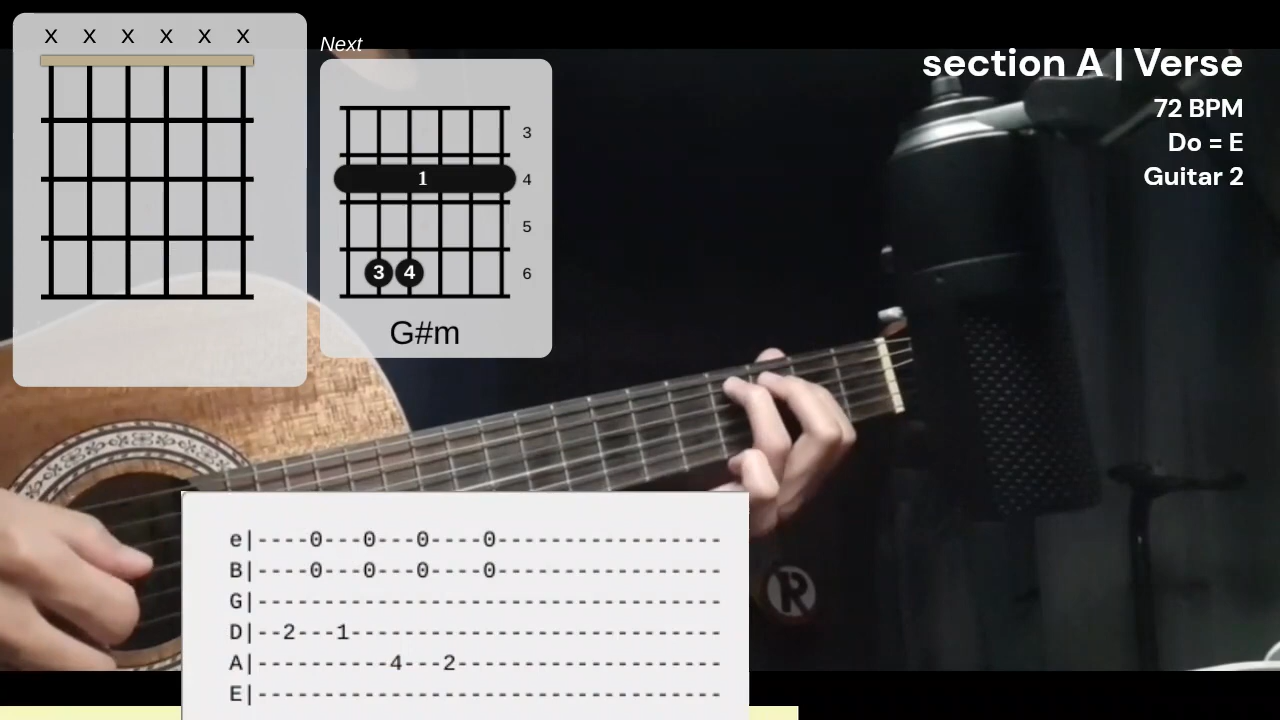 x x x x x x
Next
section A | Verse
72 BPM
Do = E
Guitar 2
3
1 4
5
3 4 6
G#m
e|----0---0---0----0-----------------
B|----0---0---0----0-----------------
G|-----------------------------------
D|--2---1----------------------------
A|----------4---2--------------------
E|-----------------------------------
R